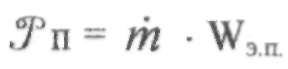 𝒫п = ṁ · Wэ.п.